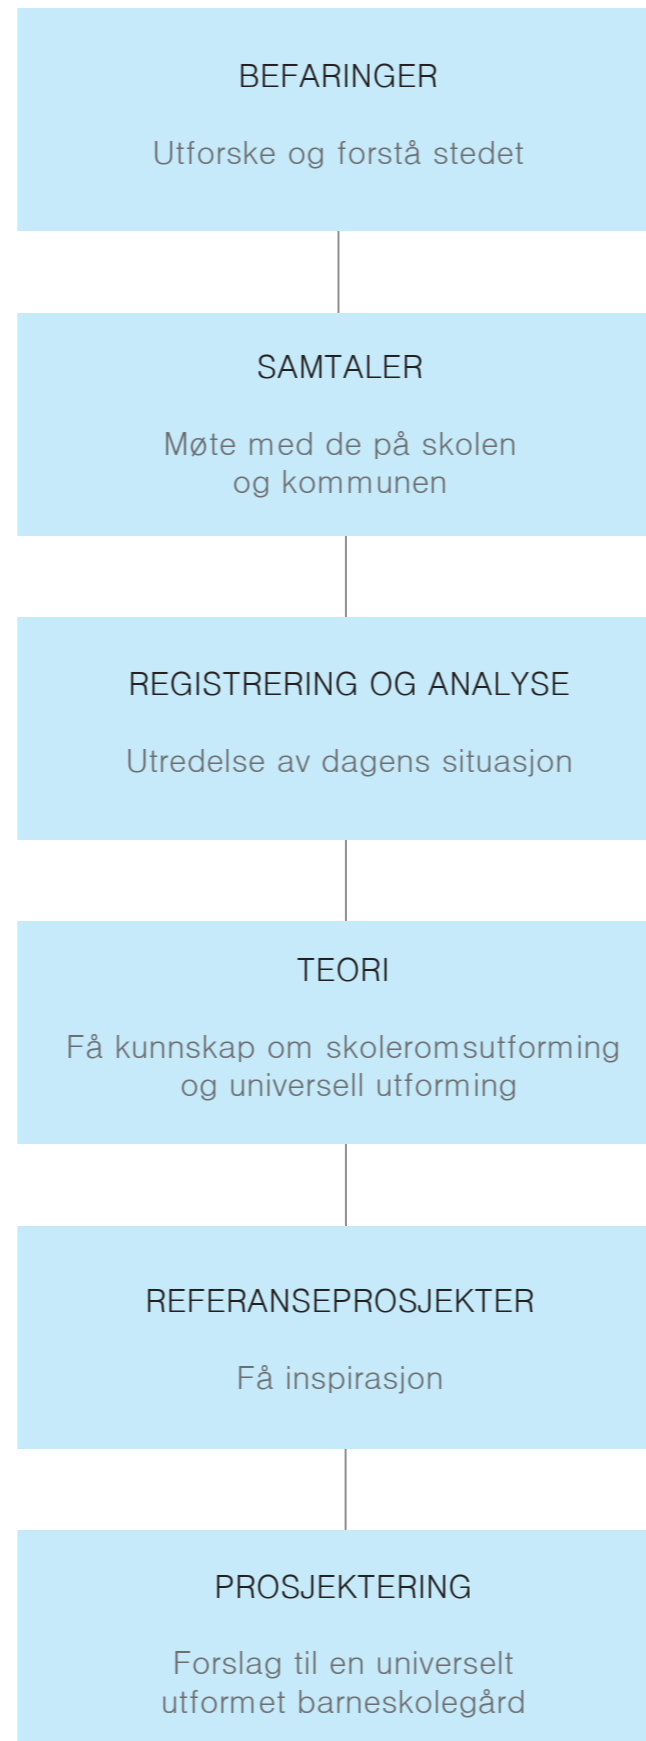 BEFARINGER
Utforske og forstå stedet
SAMTALER
Møte med de på skolen
og kommunen
REGISTRERING OG ANALYSE
Utredelse av dagens situasjon
TEORI
Få kunnskap om skoleromsutforming
og universell utforming
REFERANSEPROSJEKTER
Få inspirasjon
PROSJEKTERING
Forslag til en universelt
utformet barneskolegård